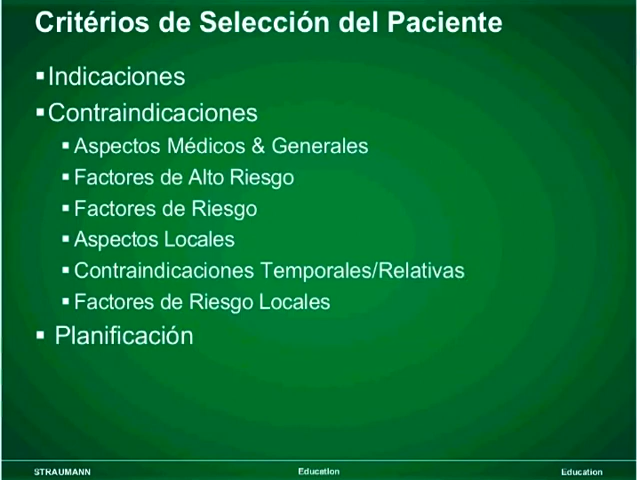 Critérios de Selección del Paciente
▪Indicaciones
▪Contraindicaciones
▪Aspectos Médicos & Generales
▪Factores de Alto Riesgo
▪Factores de Riesgo
▪Aspectos Locales
▪Contraindicaciones Temporales/Relativas
▪Factores de Riesgo Locales
▪ Planificación
STRAUMANN Education Education